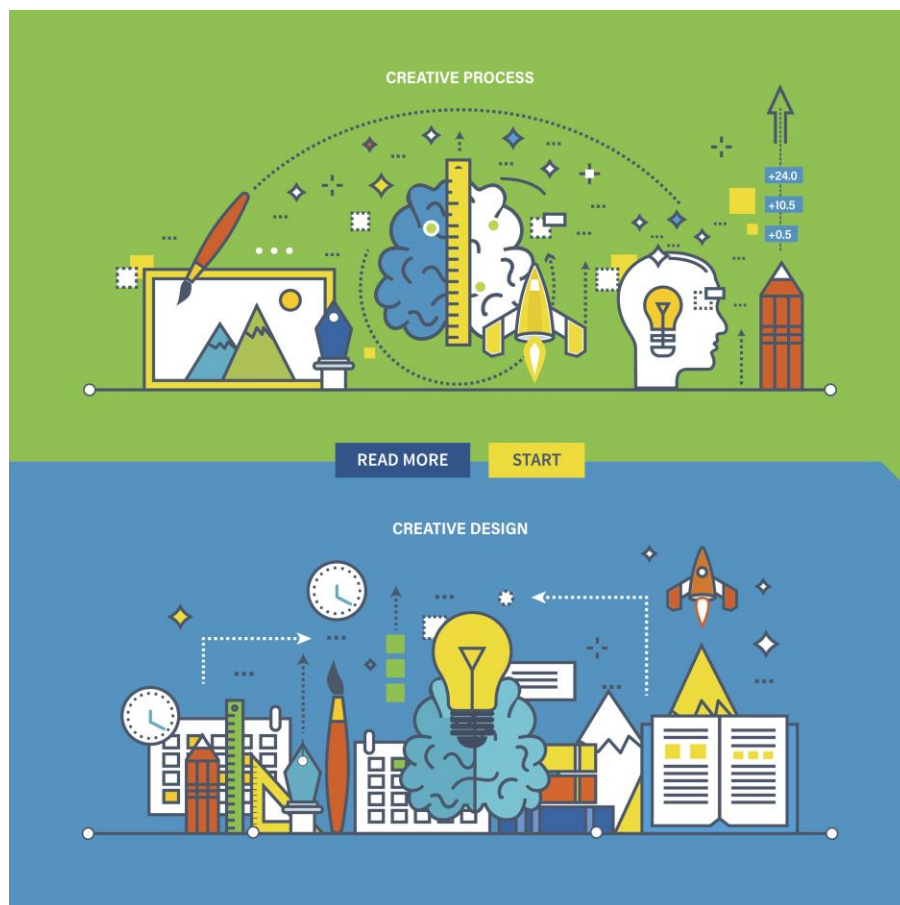 CREATIVE PROCESS
+24.0
+10.5
+0.5
READ MORE
START
CREATIVE DESIGN